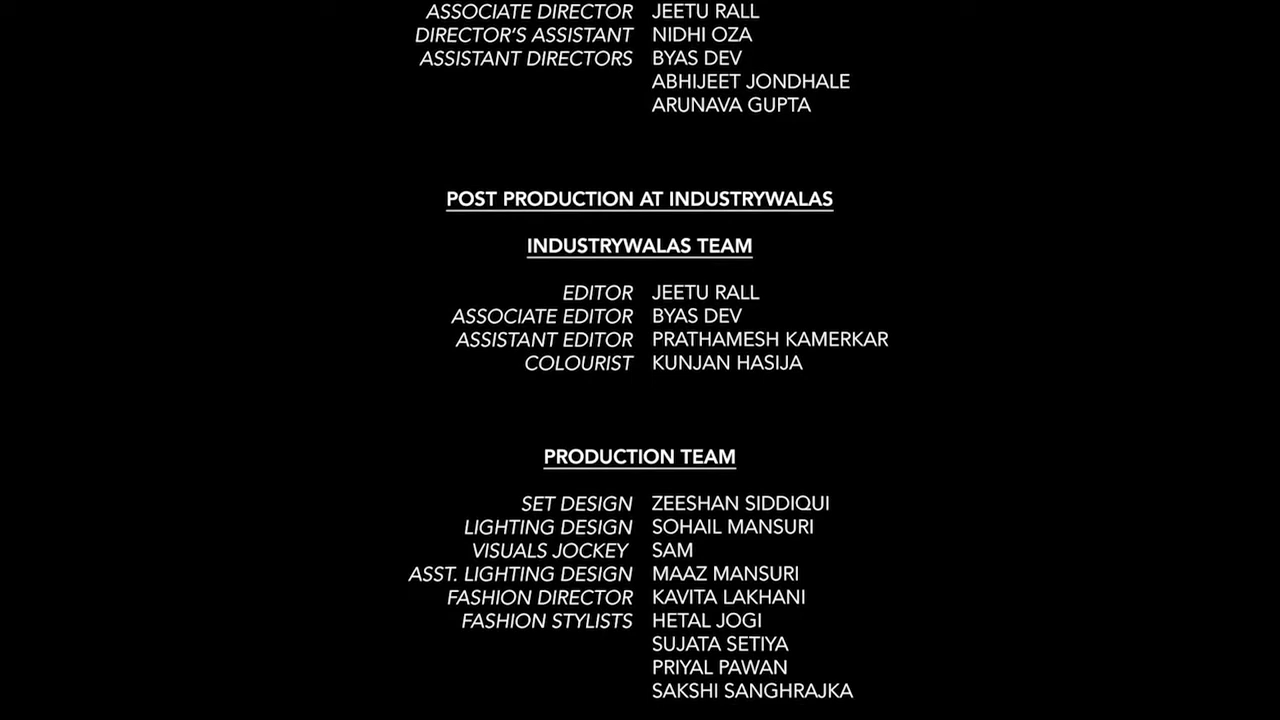 ASSOCIATE DIRECTOR JEETU RALL
DIRECTOR'S ASSISTANT NIDHI OZA
ASSISTANT DIRECTORS BYAS DEV
ABHIJEET JONDHALE
ARUNAVA GUPTA
POST PRODUCTION AT INDUSTRYWALAS
INDUSTRYWALAS TEAM
EDITOR JEETU RALL
ASSOCIATE EDITOR BYAS DEV
ASSISTANT EDITOR PRATHAMESH KAMERKAR
COLOURIST KUNJAN HASIJA
PRODUCTION TEAM
SET DESIGN ZEESHAN SIDDIQUI
LIGHTING DESIGN SOHAIL MANSURI
VISUALS JOCKEY SAM
ASST. LIGHTING DESIGN MAAZ MANSURI
FASHION DIRECTOR KAVITA LAKHANI
FASHION STYLISTS HETAL JOGI
SUJATA SETIYA
PRIYAL PAWAN
SAKSHI SANGHRAJKA